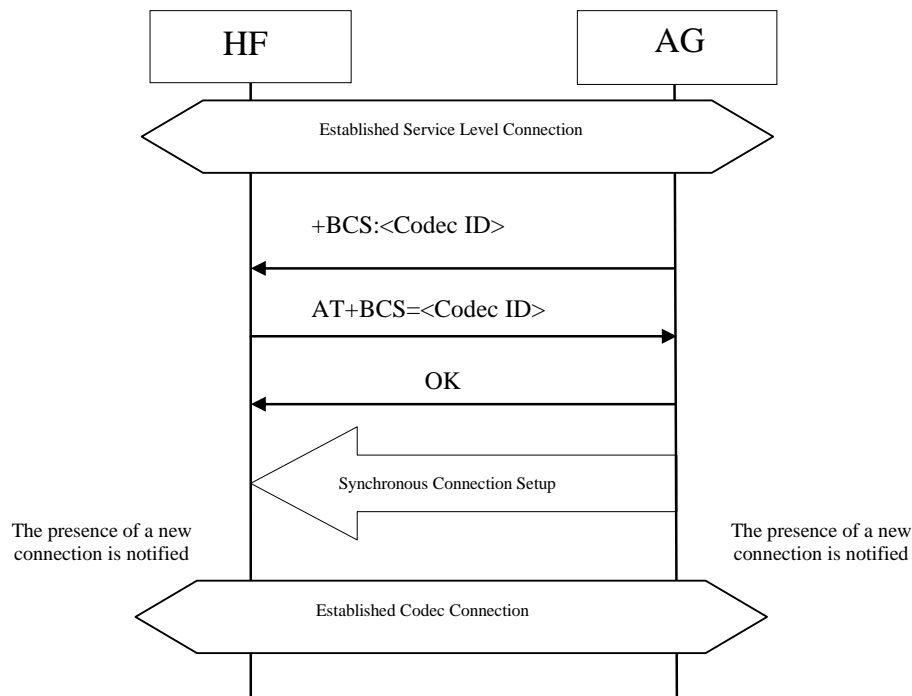 HF
AG
Established Service Level Connection
+BCS:<Codec ID>
AT+BCS=<Codec ID>
OK
Synchronous Connection Setup
The presence of a new
connection is notified
The presence of a new
connection is notified
Established Codec Connection